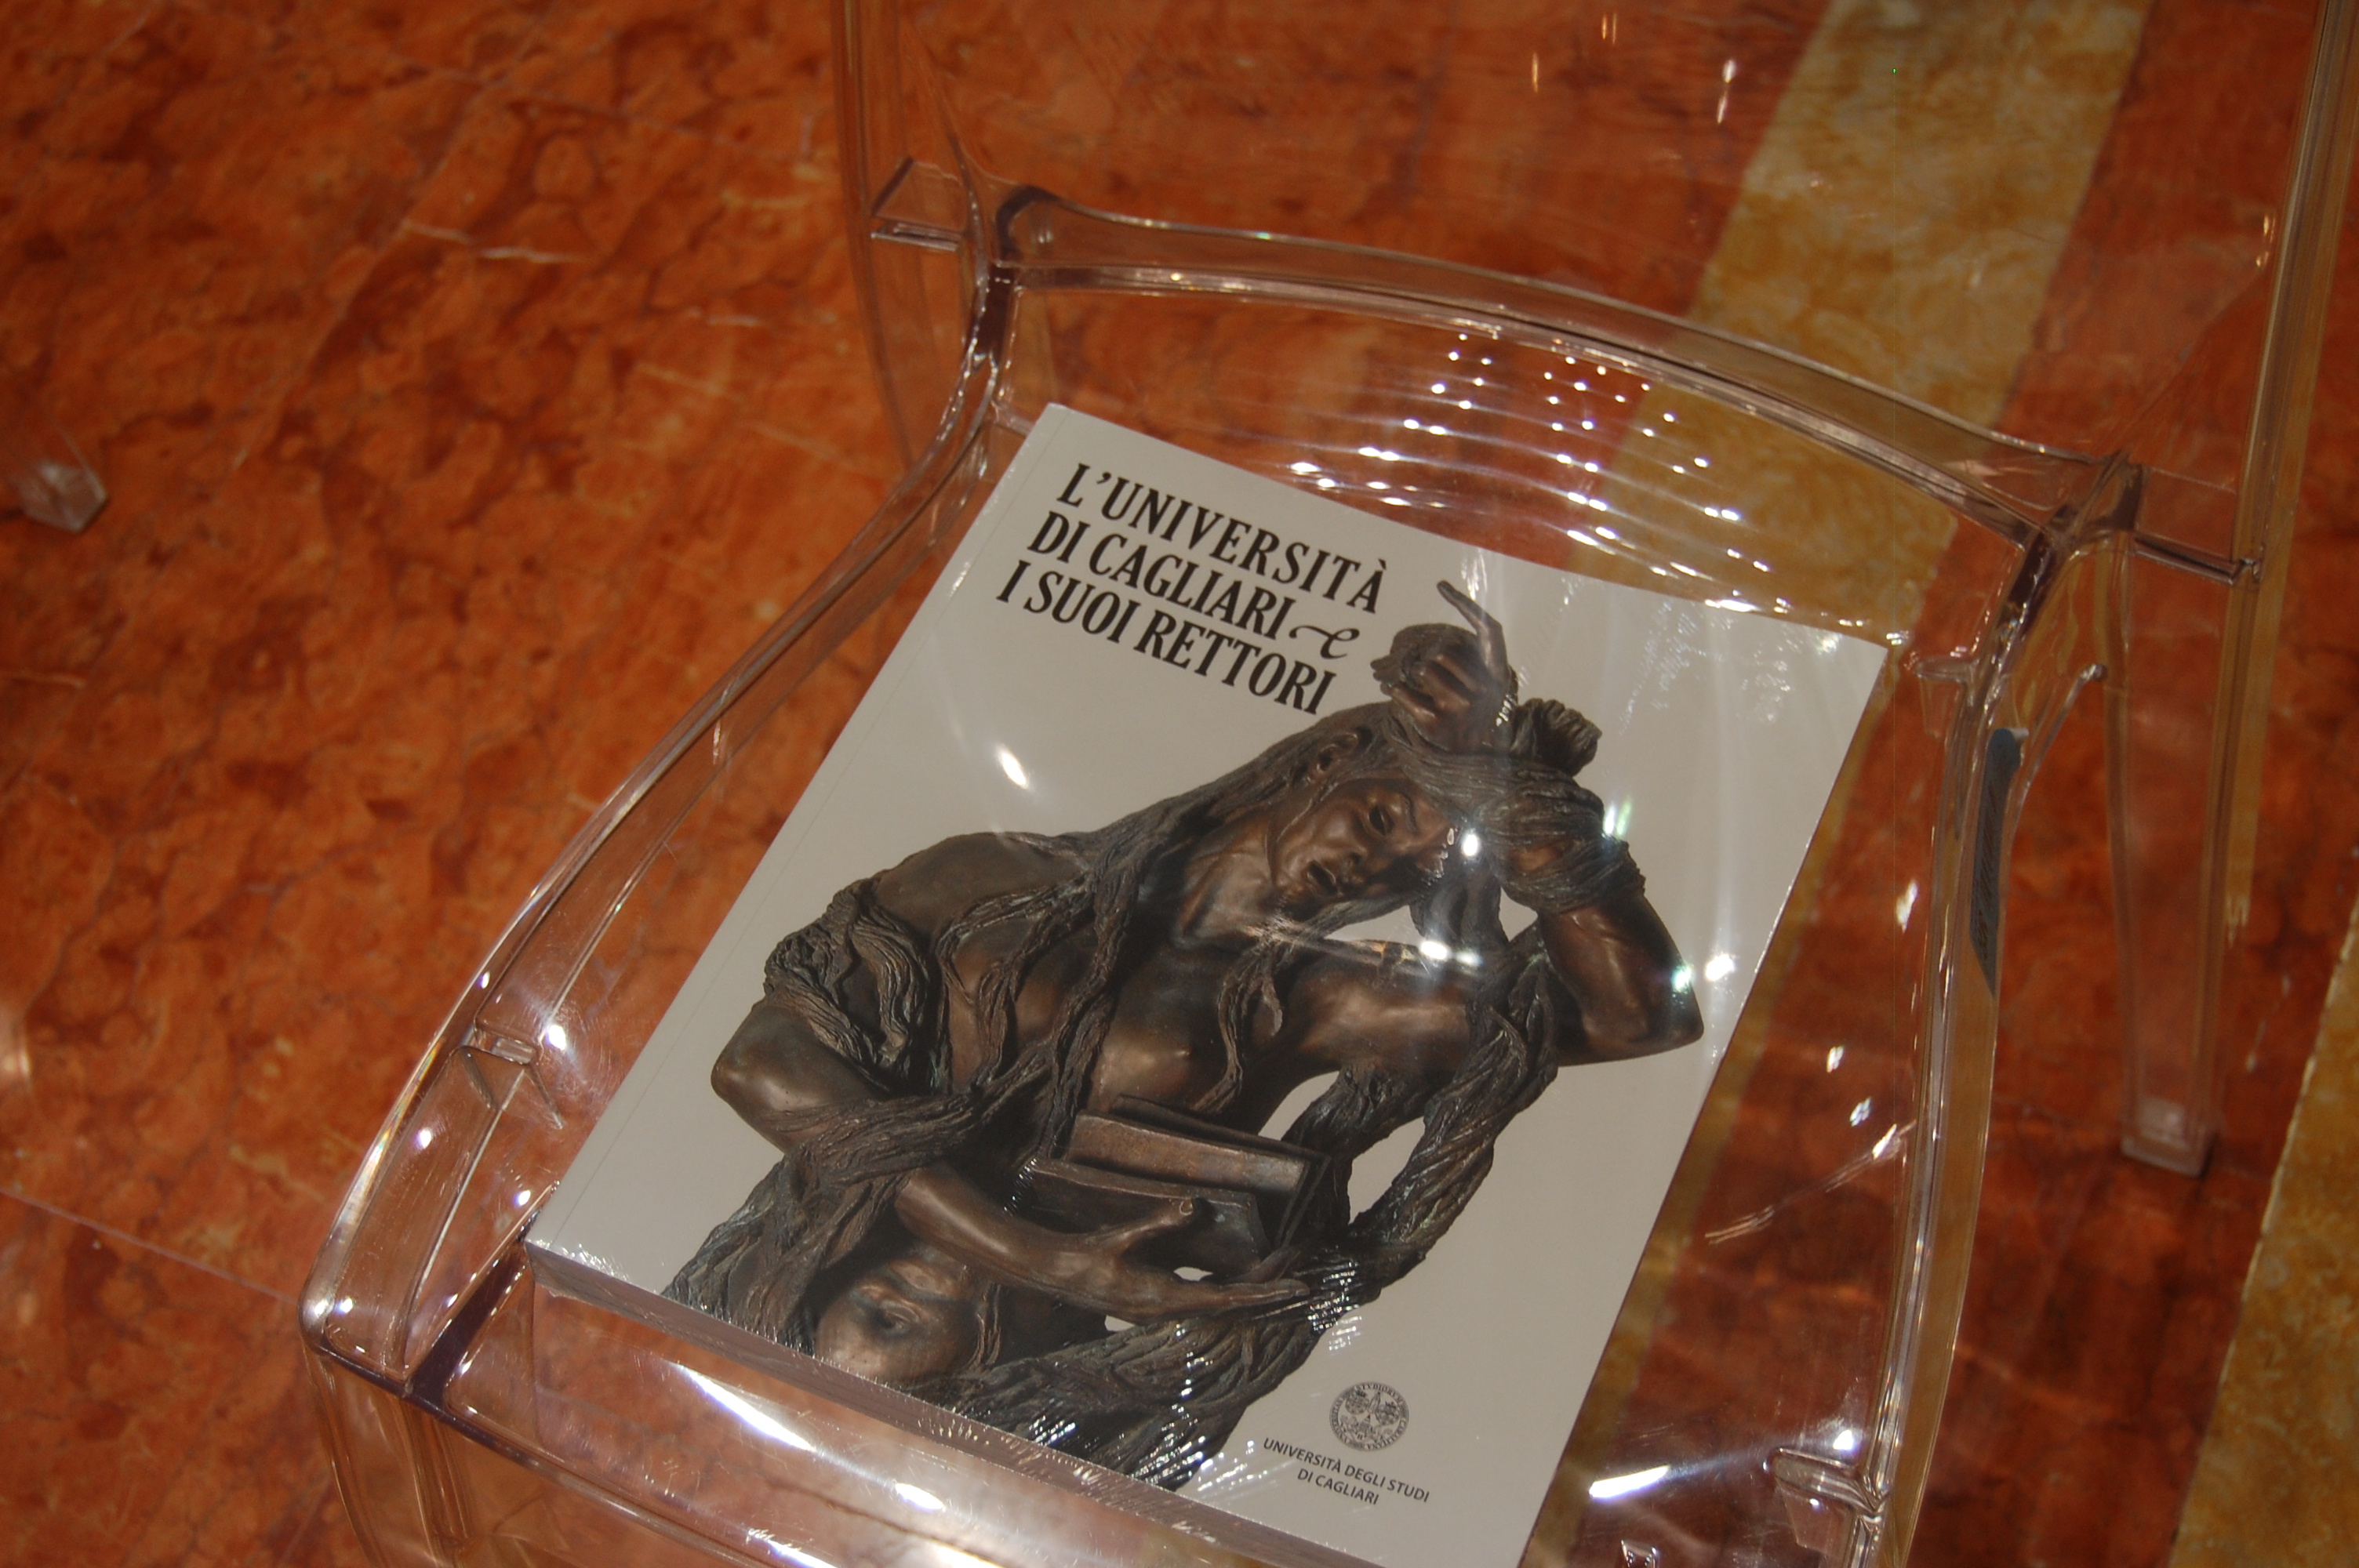 L'UNIVERSITÀ
DI CAGLIARI e
I SUOI RETTORI
UNIVERSITÀ DEGLI STUDI
DI CAGLIARI